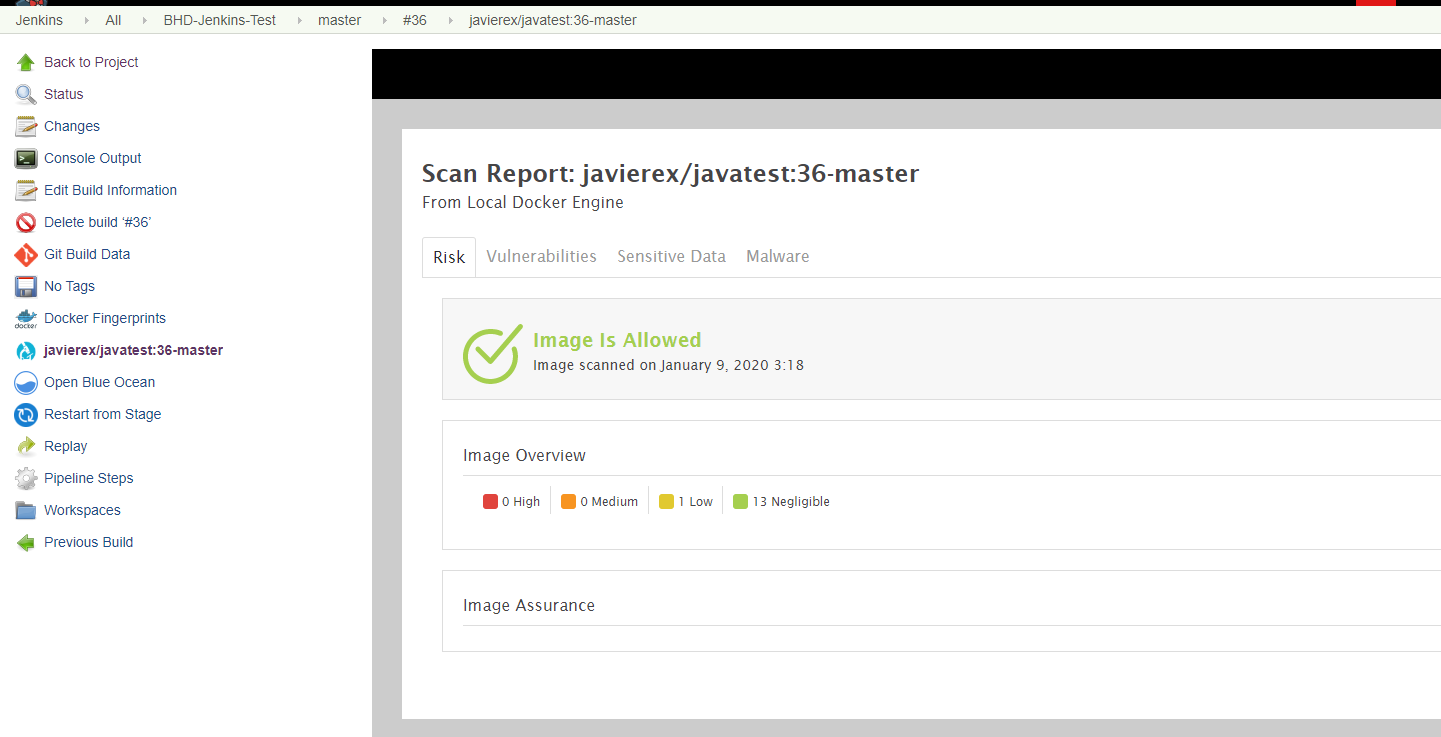 Jenkins All BHD-Jenkins-Test master #36 javierex/javatest:36-master
Back to Project
Status
Changes
Console Output
Edit Build Information
Delete build ‘#36’
Git Build Data
No Tags
docker Docker Fingerprints
javierex/javatest:36-master
Open Blue Ocean
Restart from Stage
Replay
Pipeline Steps
Workspaces
Previous Build
Scan Report: javierex/javatest:36-master
From Local Docker Engine
Risk Vulnerabilities Sensitive Data Malware
Image Is Allowed
Image scanned on January 9, 2020 3:18
Image Overview
0 High 0 Medium 1 Low 13 Negligible
Image Assurance